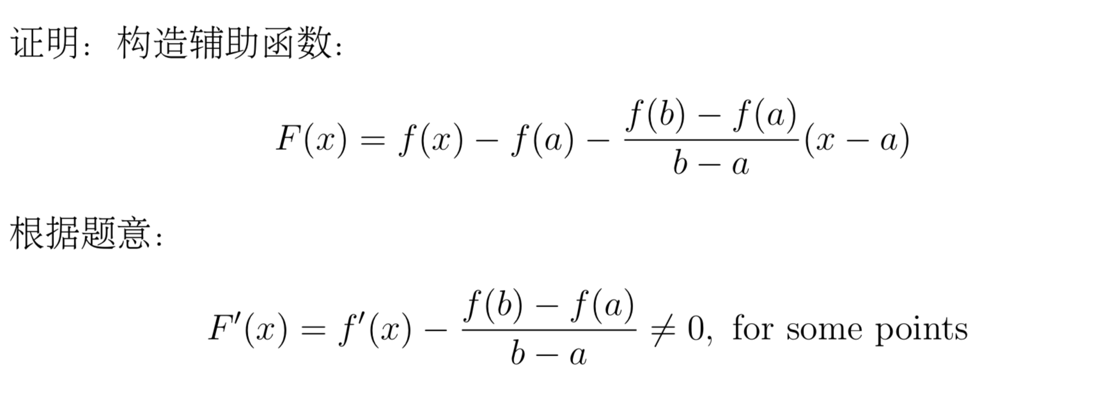 证明：构造辅助函数：
F(x) = f(x) − f(a) − \frac{f(b) − f(a)}{b − a}(x − a)
根据题意：
F′(x) = f′(x) − \frac{f(b) − f(a)}{b − a} ≠ 0, for some points